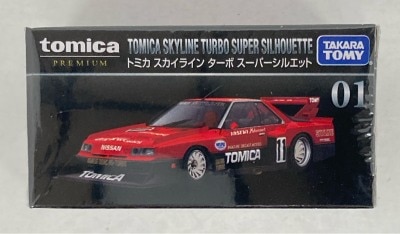 tomica
PREMIUM
TOMICA SKYLINE TURBO SUPER SILHOUETTE
トミカ スカイライン ターボ スーパーシルエット
TAKARA
TOMY
01
NISSAN
TOMICA
11
TOMICA